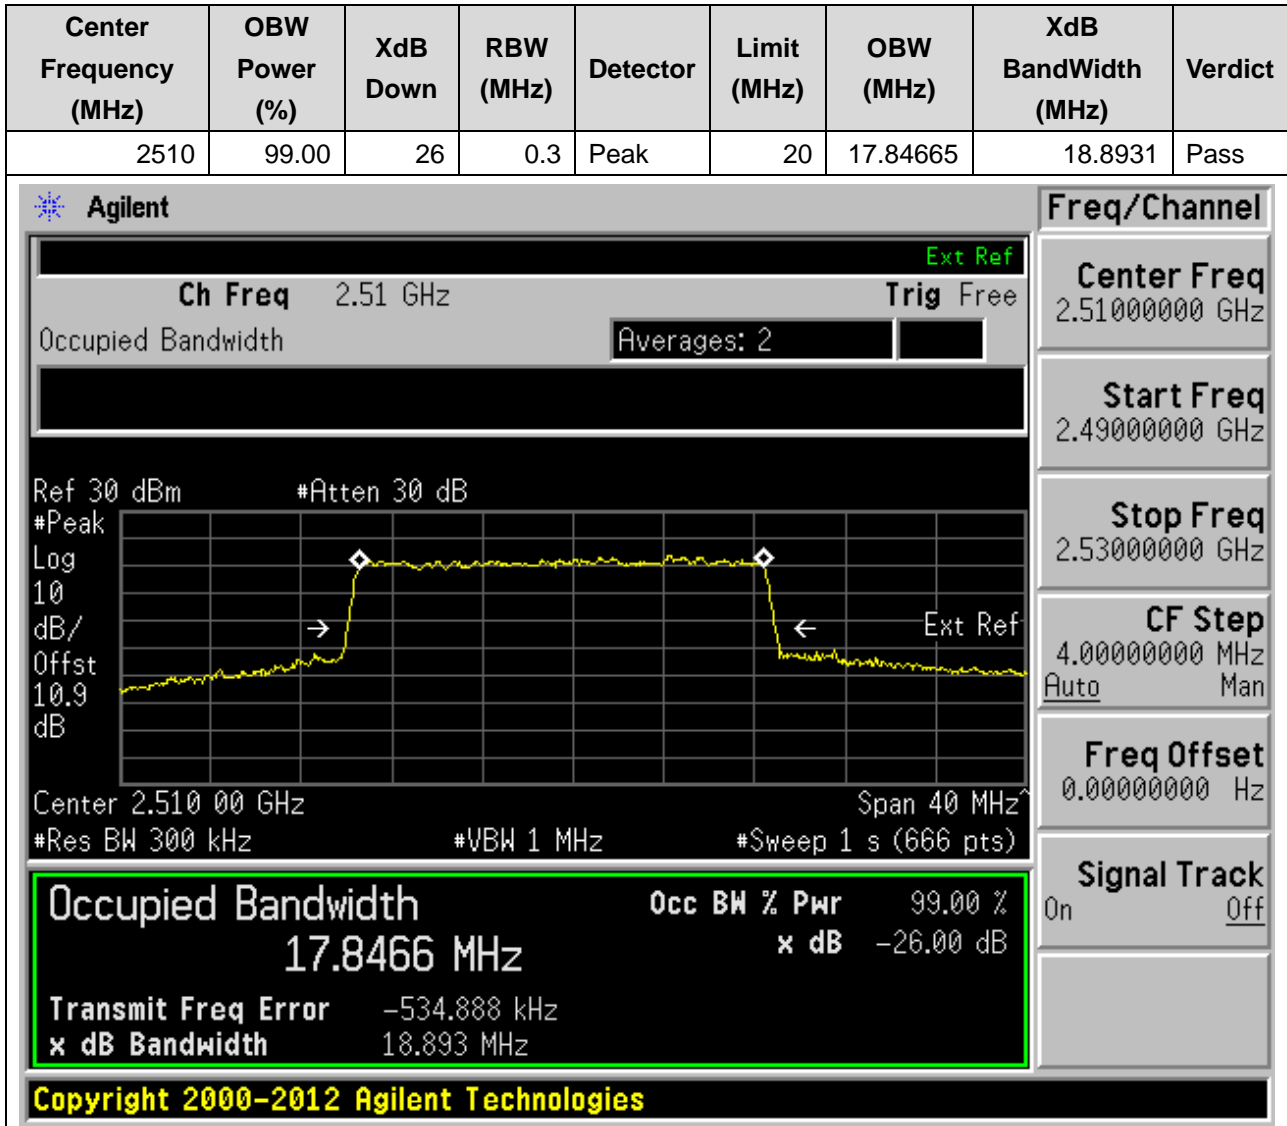 Center Frequency (MHz) OBW Power (%) XdB Down RBW (MHz) Detector Limit (MHz) OBW (MHz) XdB BandWidth (MHz) Verdict
2510 99.00 26 0.3 Peak 20 17.84665 18.8931 Pass
Agilent
Freq/Channel
Ext Ref
Ch Freq 2.51 GHz Trig Free
Occupied Bandwidth Averages: 2
Center Freq
2.51000000 GHz
Start Freq
2.49000000 GHz
Stop Freq
2.53000000 GHz
CF Step
4.00000000 MHz
Auto Man
Freq Offset
0.00000000 Hz
Signal Track
On Off
Ref 30 dBm #Atten 30 dB
#Peak
Log
10
dB/
Offst
10.9
dB
Ext Ref
Center 2.510 00 GHz Span 40 MHz^
#Res BW 300 kHz #VBW 1 MHz #Sweep 1 s (666 pts)
Occupied Bandwidth Occ BW % Pwr 99.00 %
17.8466 MHz x dB -26.00 dB
Transmit Freq Error -534.888 kHz
x dB Bandwidth 18.893 MHz
Copyright 2000-2012 Agilent Technologies